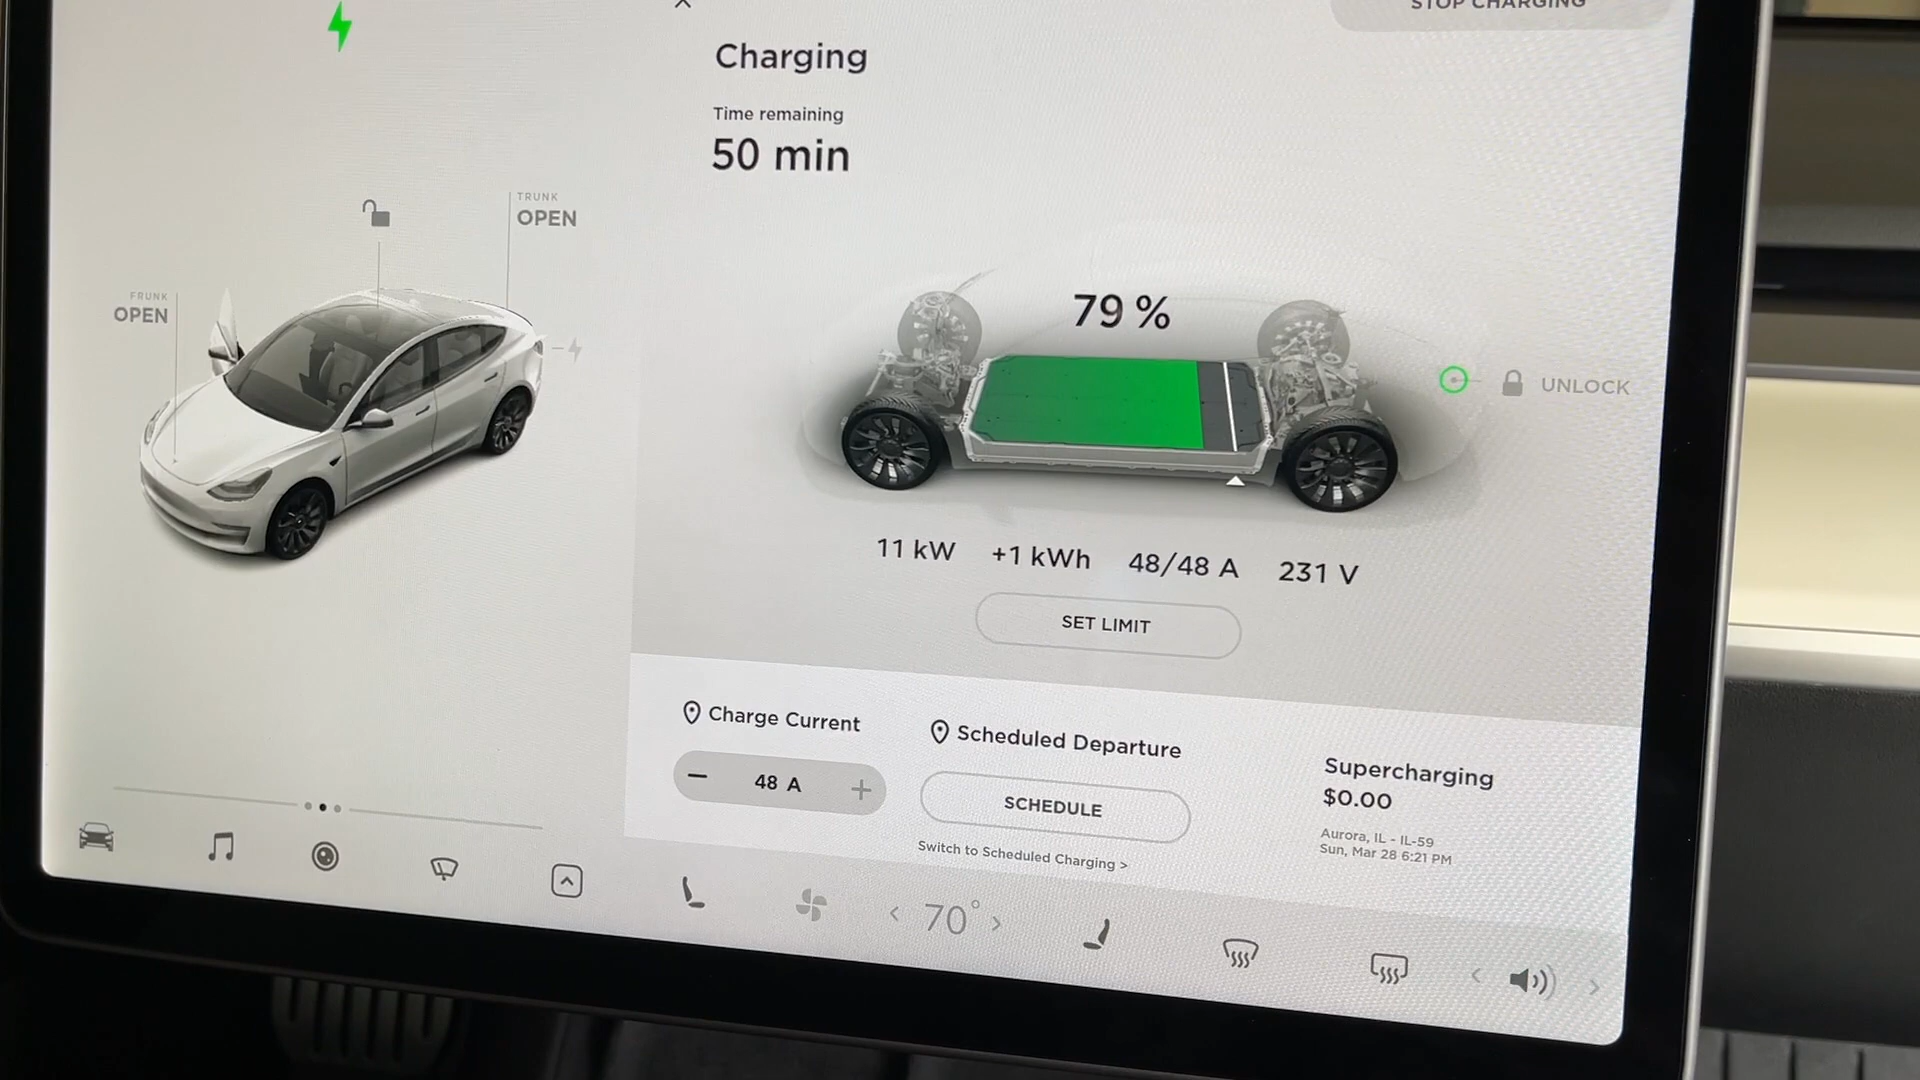 STOP CHARGING
Charging
Time remaining
50 min
TRUNK
OPEN
FRUNK
OPEN
79 %
UNLOCK
11 kW +1 kWh 48/48 A 231 V
SET LIMIT
Charge Current
− 48 A +
Scheduled Departure
SCHEDULE
Switch to Scheduled Charging >
Supercharging
$0.00
Aurora, IL - IL-59
Sun, Mar 28 6:21 PM
< 70° >